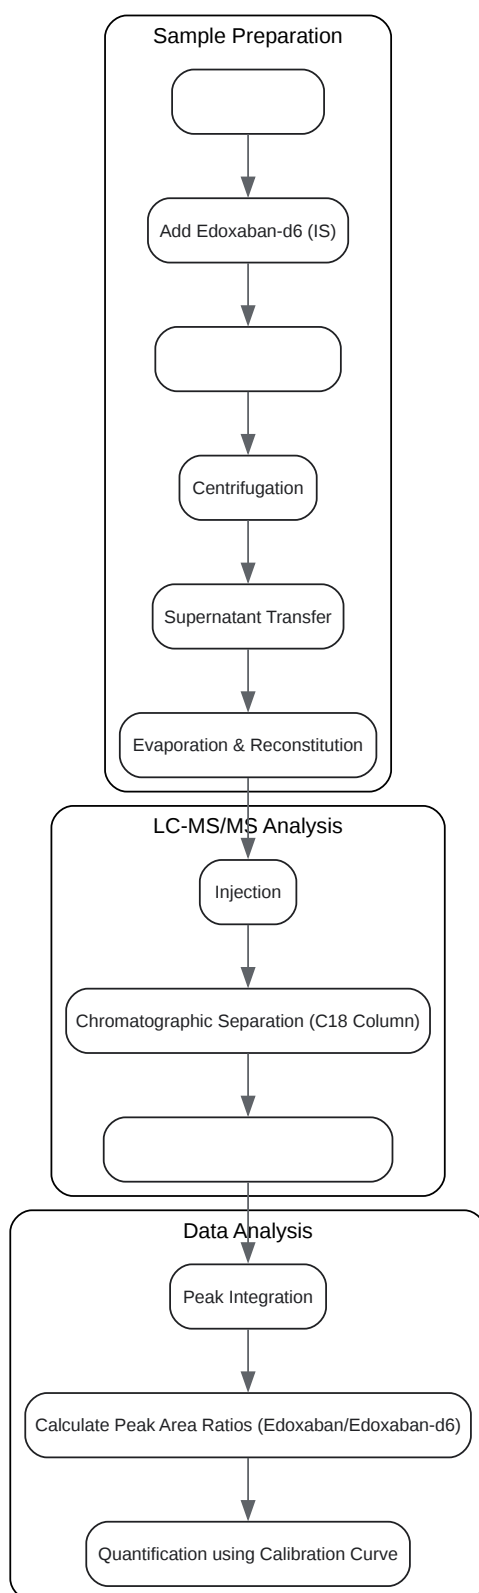 Sample Preparation
Add Edoxaban-d6 (IS)
Centrifugation
Supernatant Transfer
Evaporation & Reconstitution
LC-MS/MS Analysis
Injection
Chromatographic Separation (C18 Column)
Data Analysis
Peak Integration
Calculate Peak Area Ratios (Edoxaban/Edoxaban-d6)
Quantification using Calibration Curve